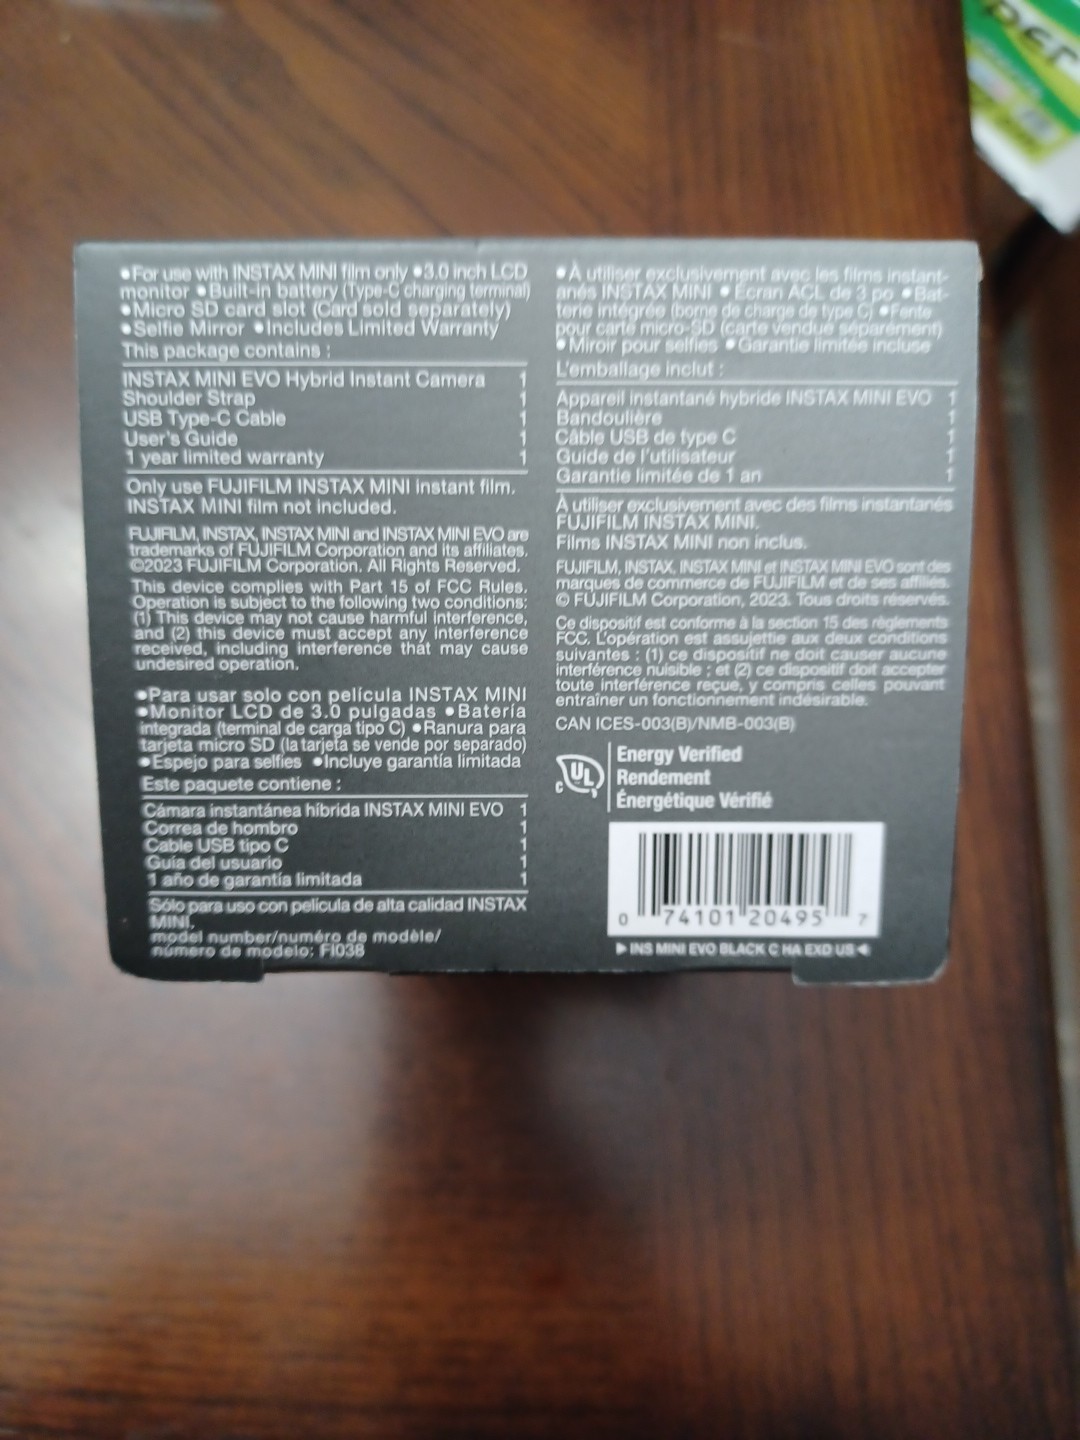 •For use with INSTAX MINI film only •3.0 inch LCD
monitor •Built-in battery (Type-C charging terminal)
•Micro SD card slot (Card sold separately)
•Selfie Mirror •Includes Limited Warranty
This package contains :
INSTAX MINI EVO Hybrid Instant Camera 1
Shoulder Strap 1
USB Type-C Cable 1
User's Guide 1
1 year limited warranty 1
Only use FUJIFILM INSTAX MINI instant film.
INSTAX MINI film not included.
FUJIFILM, INSTAX, INSTAX MINI and INSTAX MINI EVO are
trademarks of FUJIFILM Corporation and its affiliates.
©2023 FUJIFILM Corporation. All Rights Reserved.
This device complies with Part 15 of FCC Rules.
Operation is subject to the following two conditions:
(1) This device may not cause harmful interference,
and (2) this device must accept any interference
received, including interference that may cause
undesired operation.
•Para usar solo con película INSTAX MINI
•Monitor LCD de 3.0 pulgadas •Batería
integrada (terminal de carga tipo C) •Ranura para
tarjeta micro SD (la tarjeta se vende por separado)
•Espejo para selfies •Incluye garantía limitada
Este paquete contiene :
Cámara instantánea híbrida INSTAX MINI EVO 1
Correa de hombro 1
Cable USB tipo C 1
Guía del usuario 1
1 año de garantía limitada 1
Sólo para uso con película de alta calidad INSTAX
MINI.
model number/numéro de modèle/
número de modelo: FI038
•À utiliser exclusivement avec les films instant-
anés INSTAX MINI •Écran ACL de 3 po •Bat-
terie intégrée (borne de charge de type C) •Fente
pour carte micro-SD (carte vendue séparément)
•Miroir pour selfies •Garantie limitée incluse
L'emballage inclut :
Appareil instantané hybride INSTAX MINI EVO 1
Bandoulière 1
Câble USB de type C 1
Guide de l'utilisateur 1
Garantie limitée de 1 an 1
À utiliser exclusivement avec des films instantanés
FUJIFILM INSTAX MINI.
Films INSTAX MINI non inclus.
FUJIFILM, INSTAX, INSTAX MINI et INSTAX MINI EVO sont des
marques de commerce de FUJIFILM et de ses affiliés.
© FUJIFILM Corporation, 2023. Tous droits réservés.
Ce dispositif est conforme à la section 15 des règlements
FCC. L'opération est assujettie aux deux conditions
suivantes : (1) ce dispositif ne doit causer aucune
interférence nuisible ; et (2) ce dispositif doit accepter
toute interférence reçue, y compris celles pouvant
entraîner un fonctionnement indésirable.
CAN ICES-003(B)/NMB-003(B)
c UL
Energy Verified
Rendement
Énergétique Vérifié
0 74101 20495 7
▶INS MINI EVO BLACK C HA EXD US◀